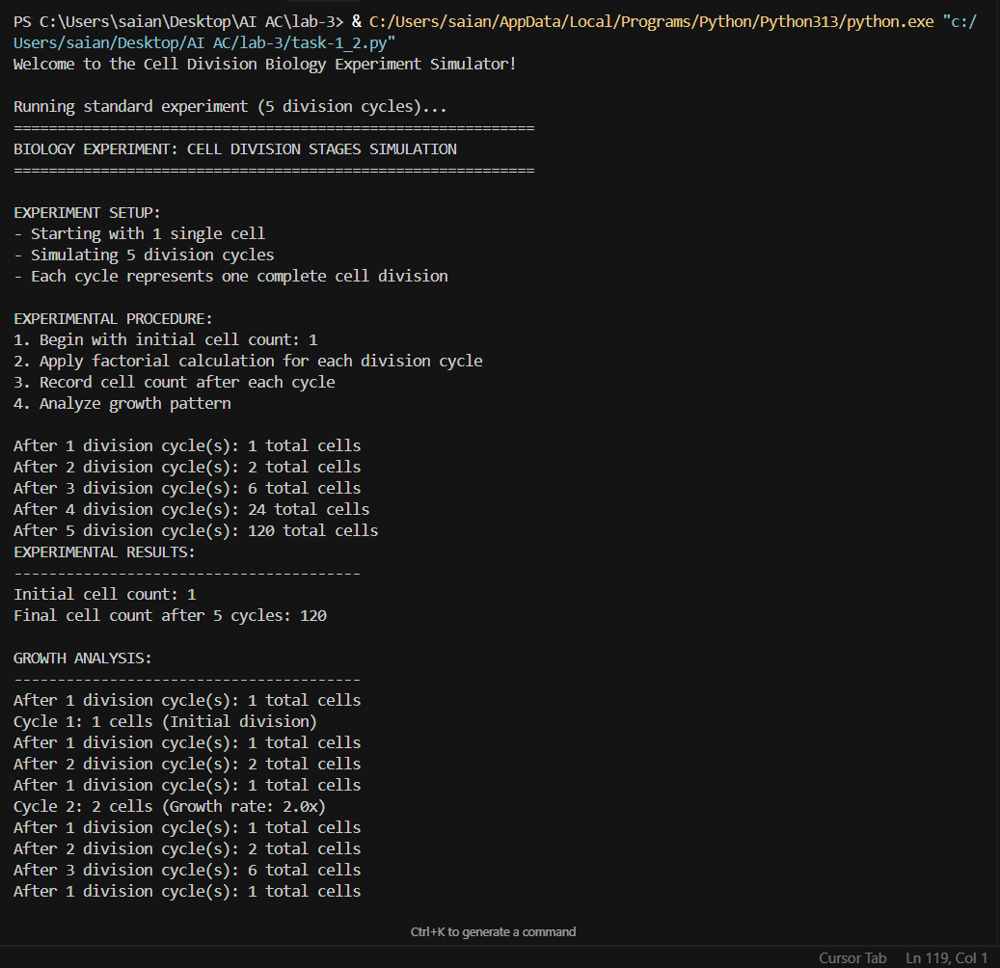 PS C:\Users\saian\Desktop\AI AC\lab-3> & C:/Users/saian/AppData/Local/Programs/Python/Python313/python.exe "c:/
Users/saian/Desktop/AI AC/lab-3/task-1_2.py"
Welcome to the Cell Division Biology Experiment Simulator!
Running standard experiment (5 division cycles)...
============================================================
BIOLOGY EXPERIMENT: CELL DIVISION STAGES SIMULATION
============================================================
EXPERIMENT SETUP:
- Starting with 1 single cell
- Simulating 5 division cycles
- Each cycle represents one complete cell division
EXPERIMENTAL PROCEDURE:
1. Begin with initial cell count: 1
2. Apply factorial calculation for each division cycle
3. Record cell count after each cycle
4. Analyze growth pattern
After 1 division cycle(s): 1 total cells
After 2 division cycle(s): 2 total cells
After 3 division cycle(s): 6 total cells
After 4 division cycle(s): 24 total cells
After 5 division cycle(s): 120 total cells
EXPERIMENTAL RESULTS:
----------------------------------------
Initial cell count: 1
Final cell count after 5 cycles: 120
GROWTH ANALYSIS:
----------------------------------------
After 1 division cycle(s): 1 total cells
Cycle 1: 1 cells (Initial division)
After 1 division cycle(s): 1 total cells
After 2 division cycle(s): 2 total cells
After 1 division cycle(s): 1 total cells
Cycle 2: 2 cells (Growth rate: 2.0x)
After 1 division cycle(s): 1 total cells
After 2 division cycle(s): 2 total cells
After 3 division cycle(s): 6 total cells
After 1 division cycle(s): 1 total cells
Ctrl+K to generate a command
Cursor Tab Ln 119, Col 1